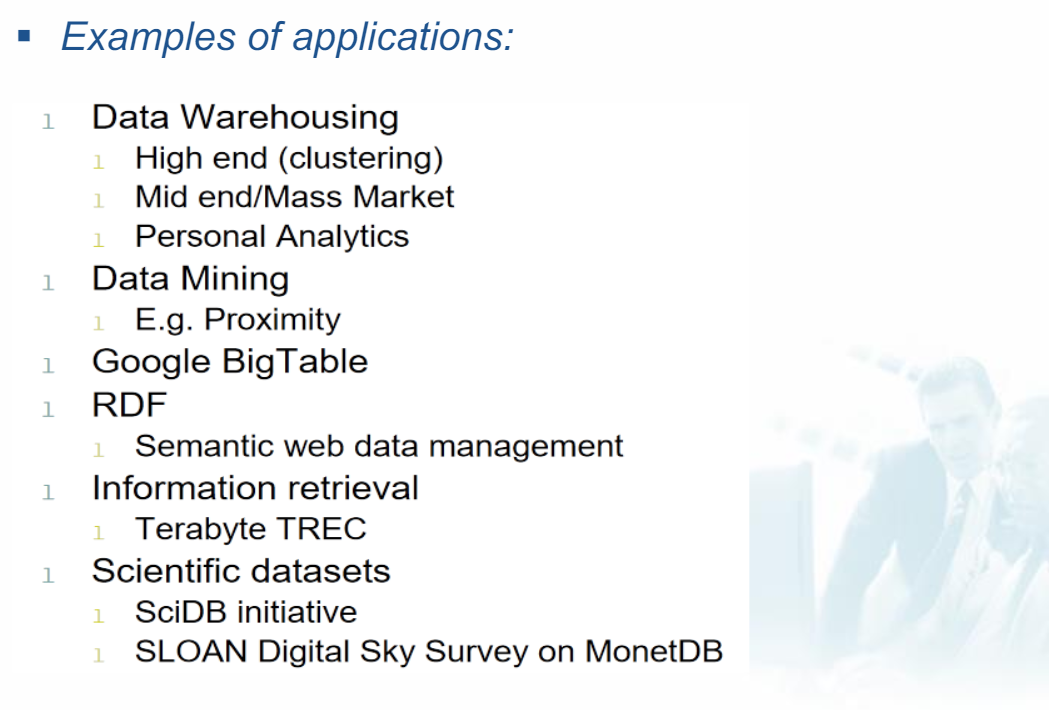 ▪ Examples of applications:
l Data Warehousing
l High end (clustering)
l Mid end/Mass Market
l Personal Analytics
l Data Mining
l E.g. Proximity
l Google BigTable
l RDF
l Semantic web data management
l Information retrieval
l Terabyte TREC
l Scientific datasets
l SciDB initiative
l SLOAN Digital Sky Survey on MonetDB